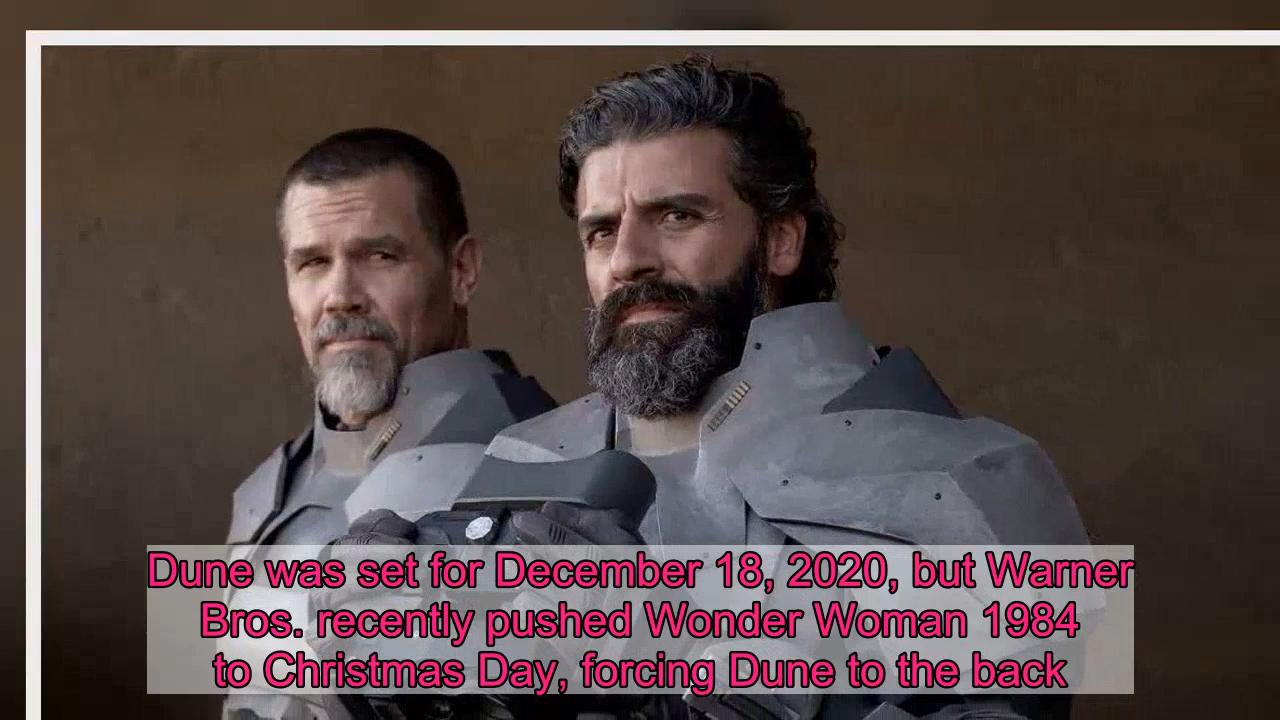 Dune was set for December 18, 2020, but Warner
Bros. recently pushed Wonder Woman 1984
to Christmas Day, forcing Dune to the back